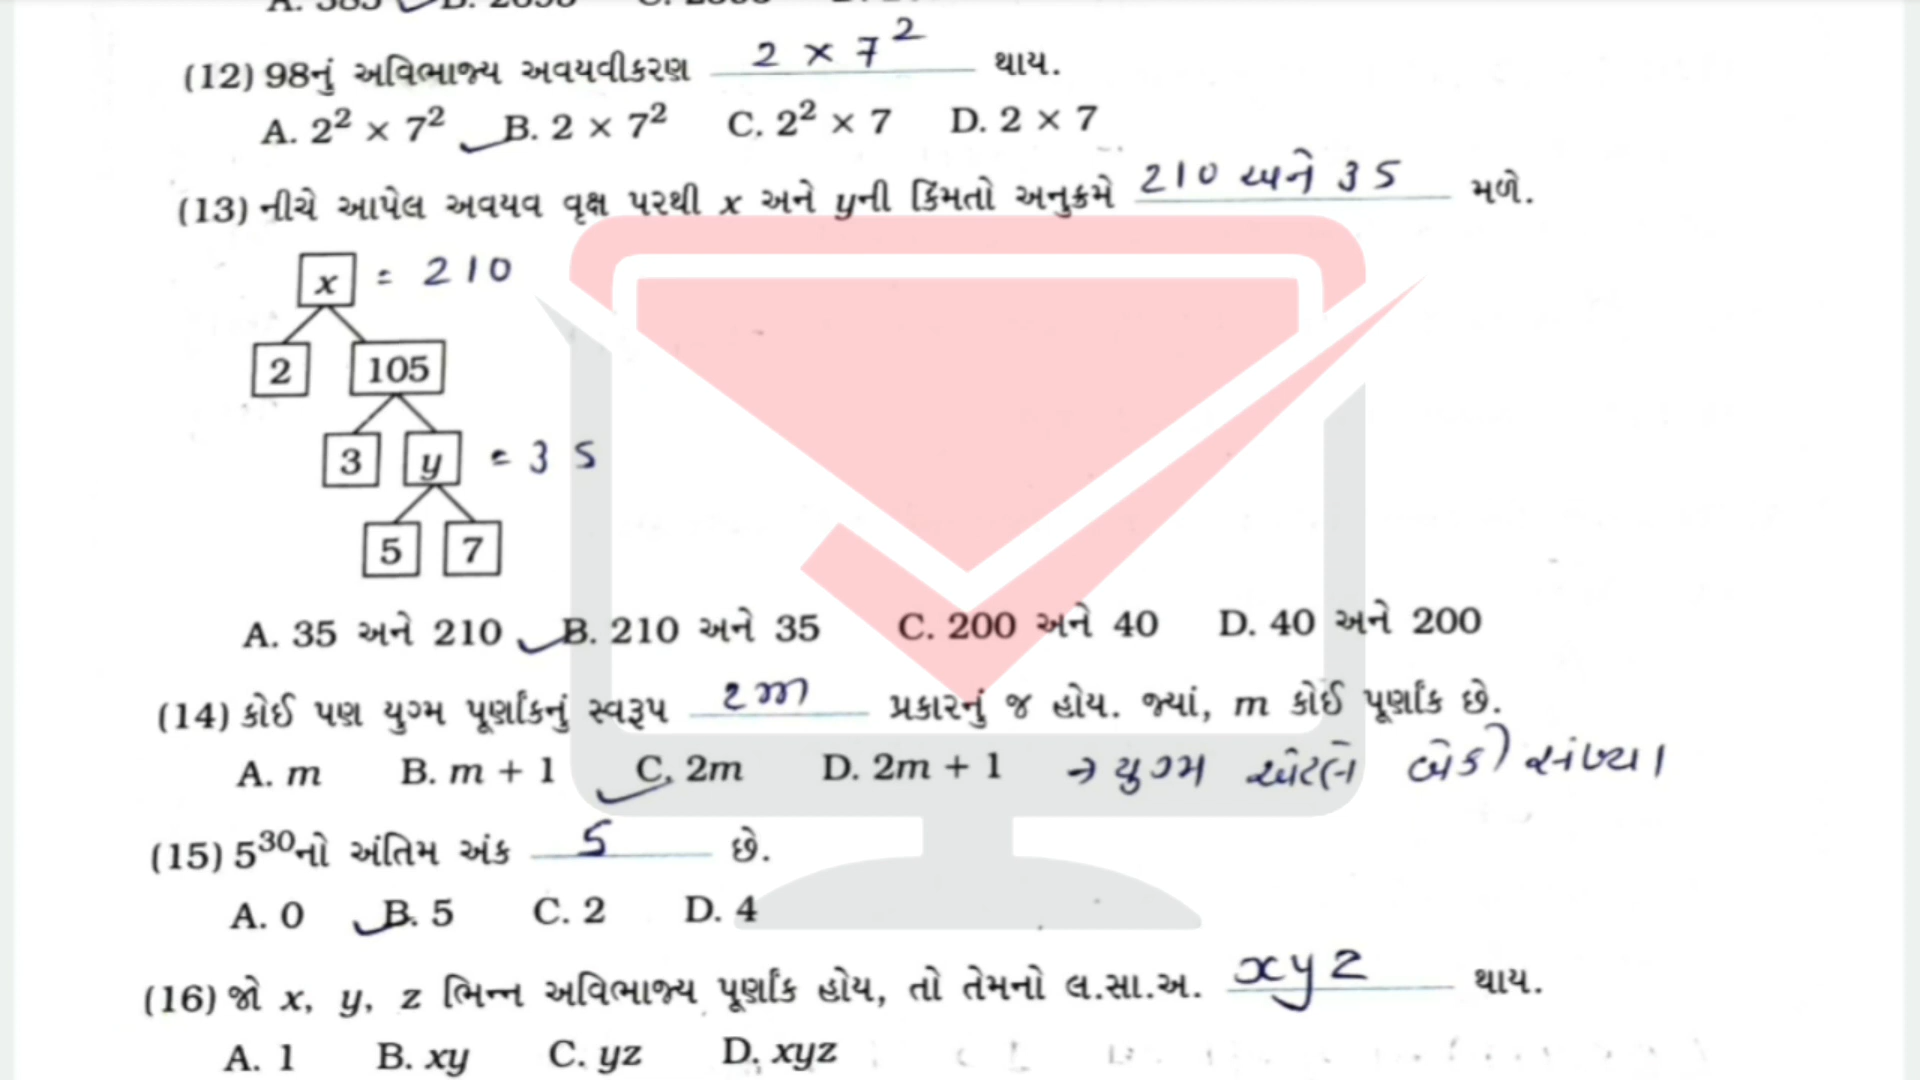 (12) 98નું અવિભાજ્ય અવયવીકરણ 2 × 7² થાય.
A. 2² × 7² B. 2 × 7² C. 2² × 7 D. 2 × 7
(13) નીચે આપેલ અવયવ વૃક્ષ પરથી x અને yની કિંમતો અનુક્રમે 210 અને 35 મળે.
x = 210
2 105
3 y = 35
5 7
A. 35 અને 210 B. 210 અને 35 C. 200 અને 40 D. 40 અને 200
(14) કોઈ પણ યુગ્મ પૂર્ણાંકનું સ્વરૂપ 2m પ્રકારનું જ હોય. જ્યાં, m કોઈ પૂર્ણાંક છે.
A. m B. m + 1 C. 2m D. 2m + 1 → યુગ્મ એટલે બેકી સંખ્યા
(15) 5³⁰નો અંતિમ અંક 5 છે.
A. 0 B. 5 C. 2 D. 4
(16) જો x, y, z ભિન્ન અવિભાજ્ય પૂર્ણાંક હોય, તો તેમનો લ.સા.અ. xyz થાય.
A. 1 B. xy C. yz D. xyz